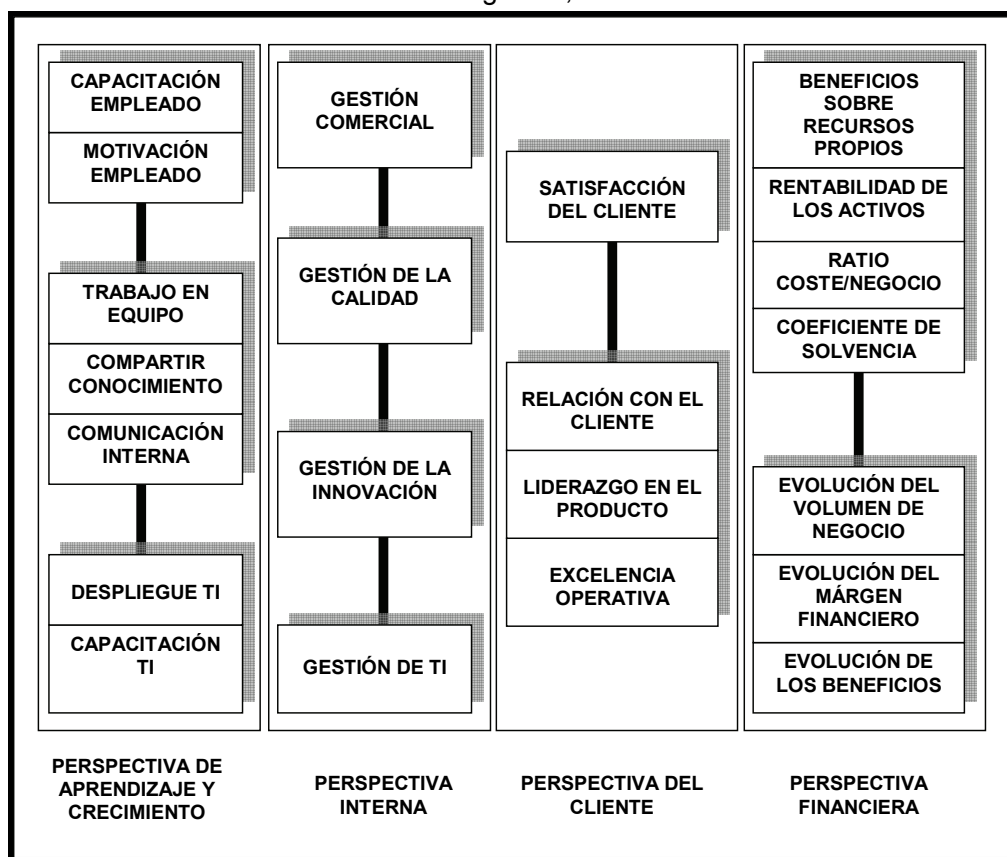 CAPACITACIÓN
EMPLEADO
MOTIVACIÓN
EMPLEADO
TRABAJO EN
EQUIPO
COMPARTIR
CONOCIMIENTO
COMUNICACIÓN
INTERNA
DESPLIEGUE TI
CAPACITACIÓN
TI
PERSPECTIVA DE
APRENDIZAJE Y
CRECIMIENTO
GESTIÓN
COMERCIAL
GESTIÓN DE LA
CALIDAD
GESTIÓN DE LA
INNOVACIÓN
GESTIÓN DE TI
PERSPECTIVA
INTERNA
SATISFACCIÓN
DEL CLIENTE
RELACIÓN CON EL
CLIENTE
LIDERAZGO EN EL
PRODUCTO
EXCELENCIA
OPERATIVA
PERSPECTIVA DEL
CLIENTE
BENEFICIOS
SOBRE
RECURSOS
PROPIOS
RENTABILIDAD DE
LOS ACTIVOS
RATIO
COSTE/NEGOCIO
COEFICIENTE DE
SOLVENCIA
EVOLUCIÓN DEL
VOLUMEN DE
NEGOCIO
EVOLUCIÓN DEL
MÁRGEN
FINANCIERO
EVOLUCIÓN DE
LOS BENEFICIOS
PERSPECTIVA
FINANCIERA